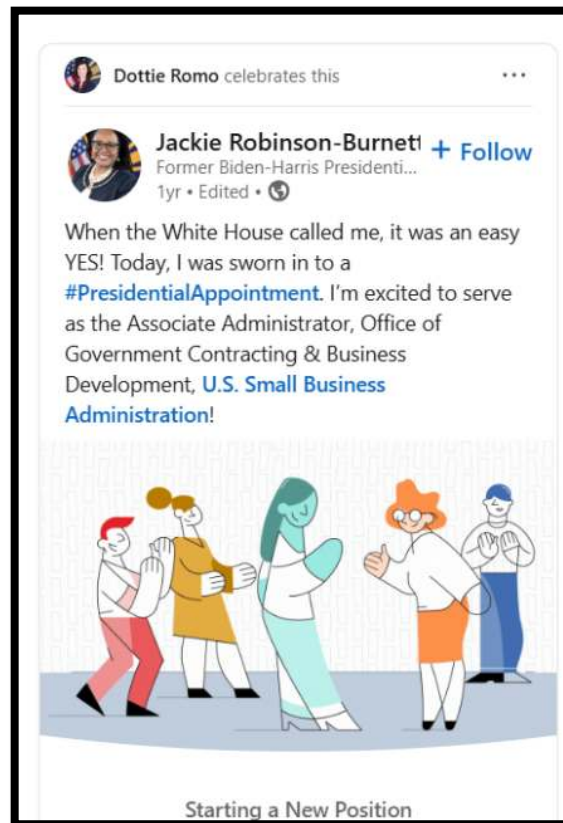 Dottie Romo celebrates this
Jackie Robinson-Burnett + Follow
Former Biden-Harris Presidenti...
1yr • Edited •
When the White House called me, it was an easy
YES! Today, I was sworn in to a
#PresidentialAppointment. I'm excited to serve
as the Associate Administrator, Office of
Government Contracting & Business
Development, U.S. Small Business
Administration!
Starting a New Position